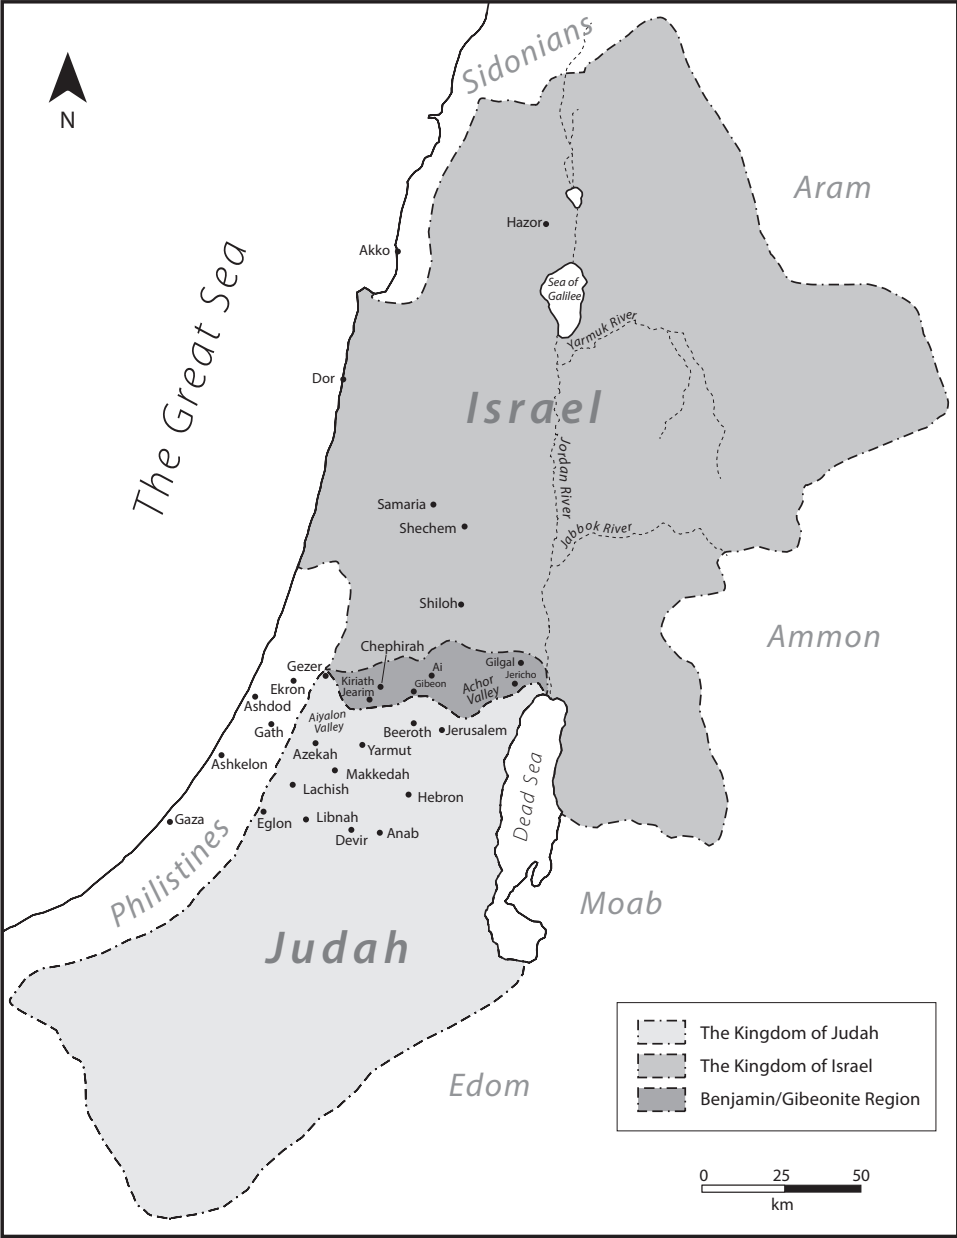 Sidonians
N
Aram
Hazor
Akko
The Great Sea
Sea of
Galilee
Yarmuk River
Dor
Israel
Jordan River
Samaria
Shechem
Jabbok River
Shiloh
Ammon
Chephirah
Gezer
Ai
Gilgal
Kiriath
Jearim
Gibeon
Jericho
Achor
Valley
Ekron
Ashdod
Aiyalon
Valley
Gath
Beeroth
Jerusalem
Azekah
Yarmut
Ashkelon
Makkedah
Lachish
Hebron
Dead Sea
Gaza
Eglon
Libnah
Devir
Anab
Philistines
Moab
Judah
Edom
The Kingdom of Judah
The Kingdom of Israel
Benjamin/Gibeonite Region
0 25 50
km